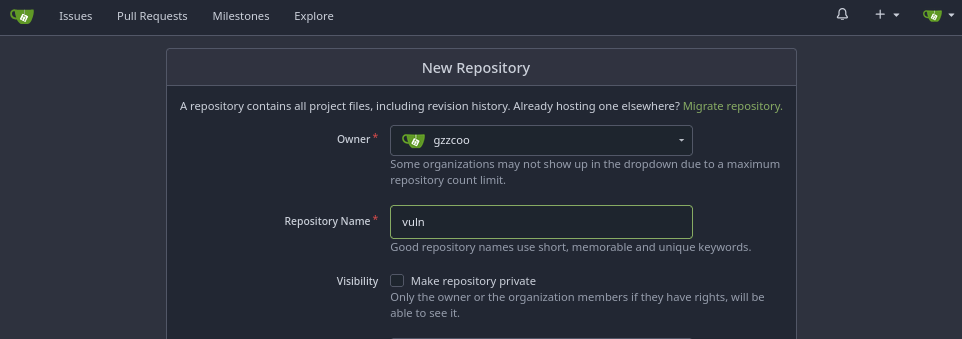 Issues Pull Requests Milestones Explore
New Repository
A repository contains all project files, including revision history. Already hosting one elsewhere? Migrate repository.
Owner * gzzcoo
Some organizations may not show up in the dropdown due to a maximum
repository count limit.
Repository Name * vuln
Good repository names use short, memorable and unique keywords.
Visibility Make repository private
Only the owner or the organization members if they have rights, will be
able to see it.